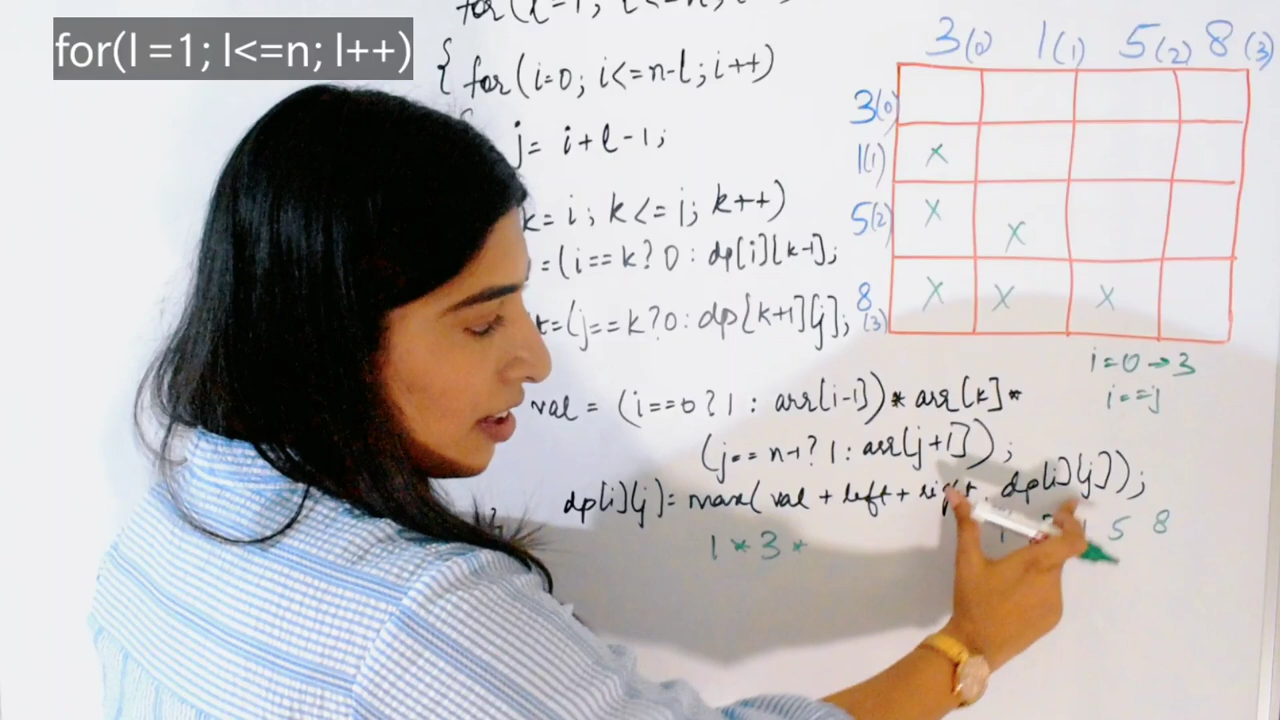 for(l =1; l<=n; l++)
for(l=1; l<=n;
{ for(i=0; i<=n-l; i++)
j= i+l-1;
k= i; k<=j; k++)
=(i==k? 0: dp[i][k-1];
t=(j==k?0: dp[k+1][j];
val = (i==0?1: arr[i-1])*arr[k]*
(j==n-1?1:arr[j+1]);
dp[i][j]=max( val + left + right, dp[i][j]);
1 * 3 *
5 8
3(0) 1(1) 5(2) 8(3)
3(0)
1(1) X
5(2) X X
8(3) X X X
i=0→3
i==j